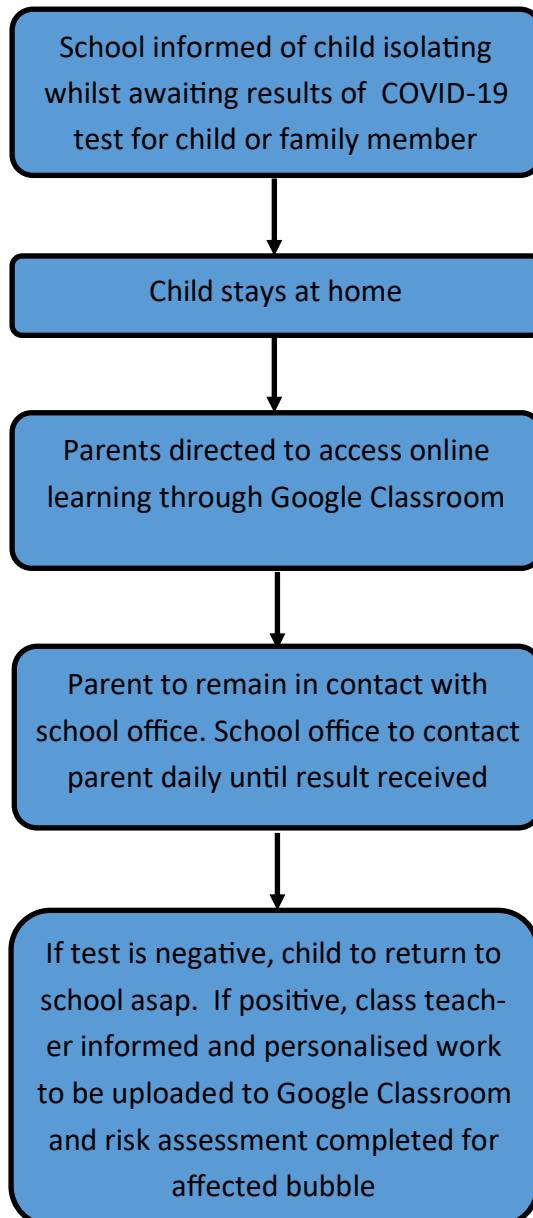 School informed of child isolating
whilst awaiting results of  COVID-19
test for child or family member
Child stays at home
Parents directed to access online
learning through Google Classroom
Parent to remain in contact with
school office. School office to contact
parent daily until result received
If test is negative, child to return to
school asap.  If positive, class teach-
er informed and personalised work
to be uploaded to Google Classroom
and risk assessment completed for
affected bubble